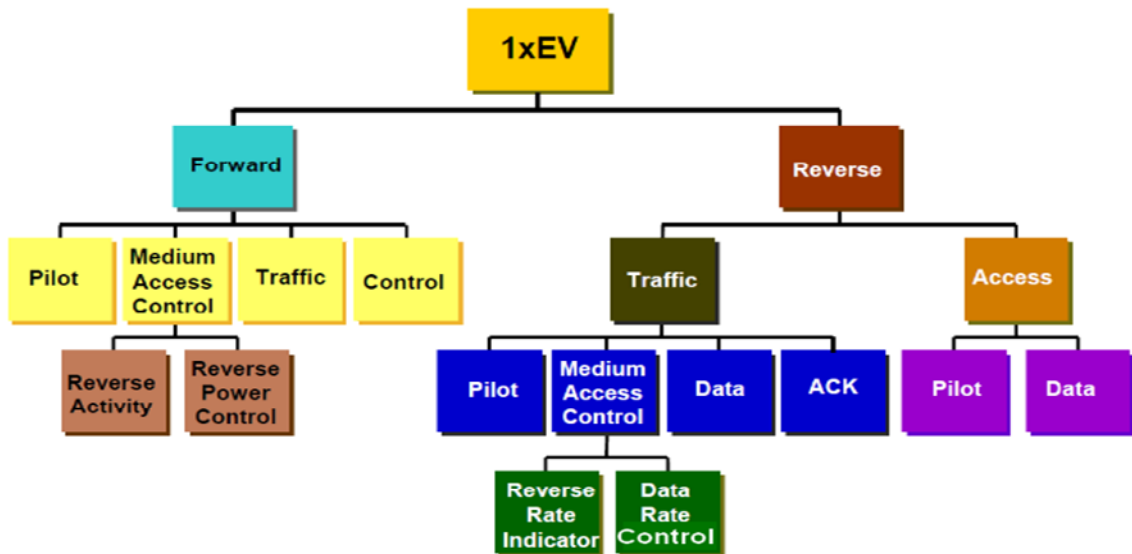 1xEV
Forward
Reverse
Pilot
Medium
Access
Control
Traffic
Control
Traffic
Access
Reverse
Activity
Reverse
Power
Control
Pilot
Medium
Access
Control
Data
ACK
Pilot
Data
Reverse
Rate
Indicator
Data
Rate
Control